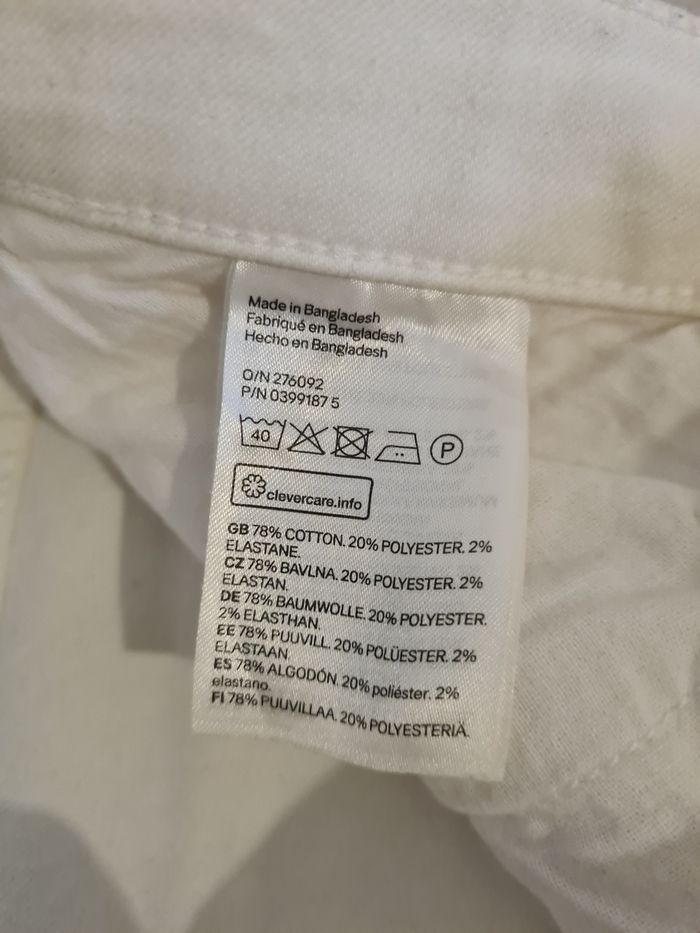 Made in Bangladesh
Fabriqué en Bangladesh
Hecho en Bangladesh
O/N 276092
P/N 0399187 5
40
P
clevercare.info
GB 78% COTTON. 20% POLYESTER. 2%
ELASTANE.
CZ 78% BAVLNA. 20% POLYESTER. 2%
ELASTAN.
DE 78% BAUMWOLLE. 20% POLYESTER.
2% ELASTHAN.
EE 78% PUUVILL. 20% POLÜESTER. 2%
ELASTAAN.
ES 78% ALGODÓN. 20% poliéster. 2%
elastano.
FI 78% PUUVILLAA. 20% POLYESTERIÄ.